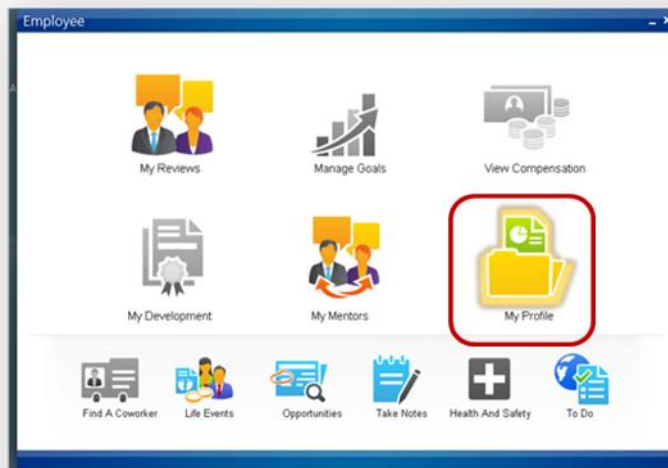 Employee
My Reviews
Manage Goals
View Compensation
My Development
My Mentors
My Profile
Find A Coworker
Life Events
Opportunities
Take Notes
Health And Safety
To Do